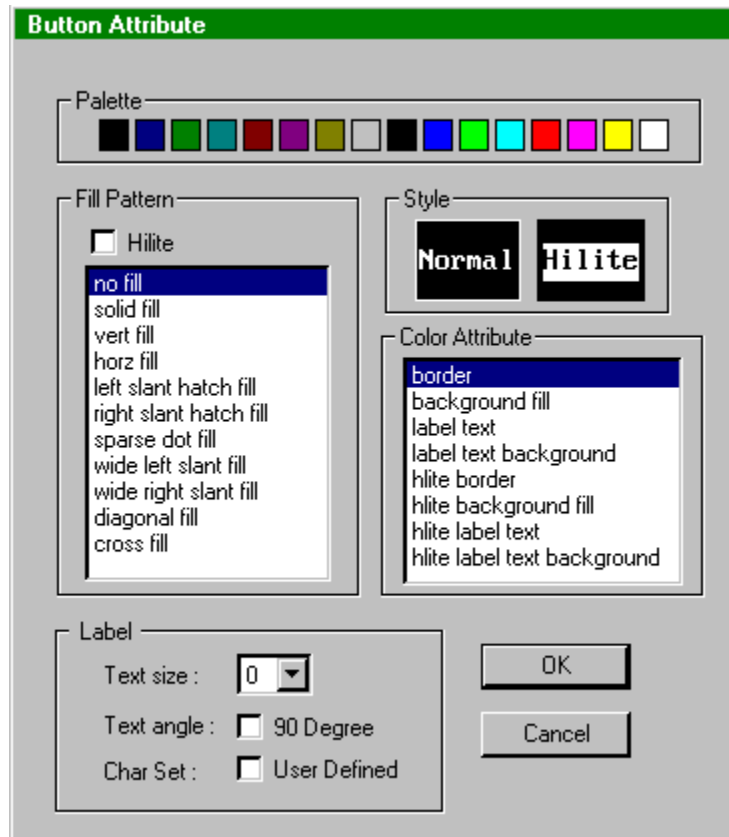 Button Attribute
Palette
Fill Pattern
Hilite
no fill
solid fill
vert fill
horz fill
left slant hatch fill
right slant hatch fill
sparse dot fill
wide left slant fill
wide right slant fill
diagonal fill
cross fill
Style
Normal Hilite
Color Attribute
border
background fill
label text
label text background
hlite border
hlite background fill
hlite label text
hlite label text background
Label
Text size : 0
Text angle : 90 Degree
Char Set : User Defined
OK
Cancel